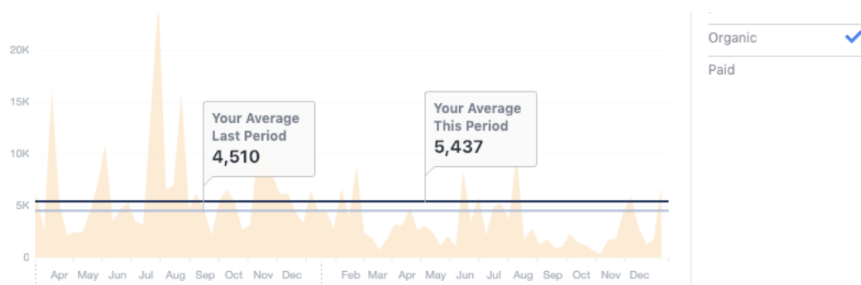 20K
15K
10K
5K
0
Your Average
Last Period
4,510
Your Average
This Period
5,437
Apr May Jun Jul Aug Sep Oct Nov Dec Feb Mar Apr May Jun Jul Aug Sep Oct Nov Dec
Organic
Paid